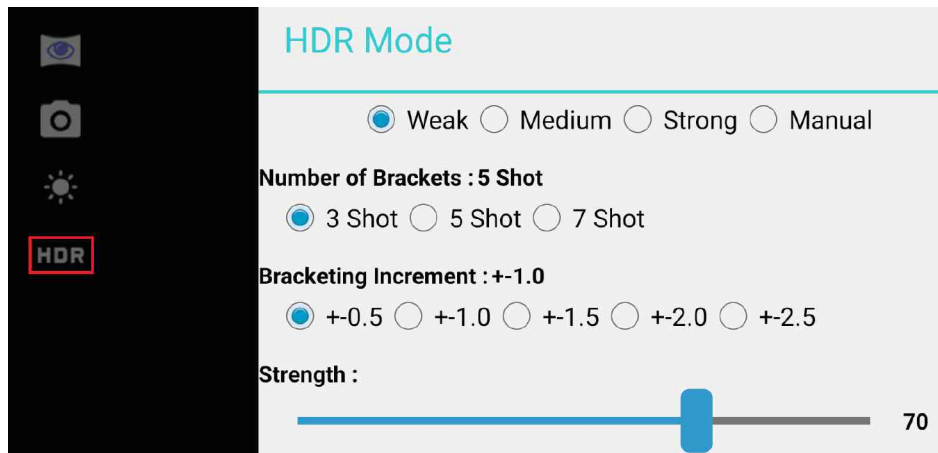 HDR Mode
Weak Medium Strong Manual
Number of Brackets : 5 Shot
3 Shot 5 Shot 7 Shot
HDR
Bracketing Increment : +-1.0
+-0.5 +-1.0 +-1.5 +-2.0 +-2.5
Strength :
70